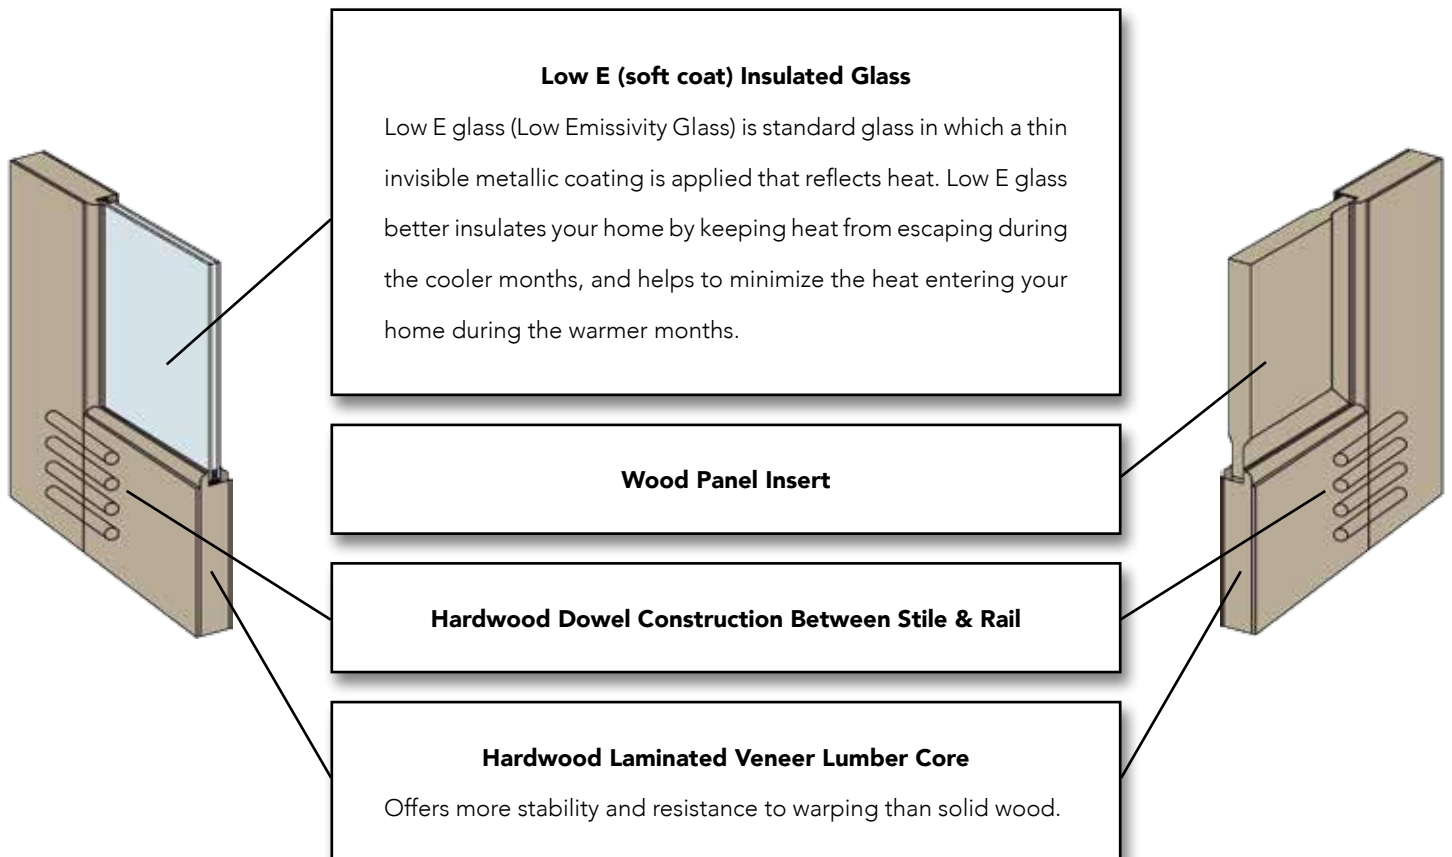 Low E (soft coat) Insulated Glass
Low E glass (Low Emissivity Glass) is standard glass in which a thin
invisible metallic coating is applied that reflects heat. Low E glass
better insulates your home by keeping heat from escaping during
the cooler months, and helps to minimize the heat entering your
home during the warmer months.
Wood Panel Insert
Hardwood Dowel Construction Between Stile & Rail
Hardwood Laminated Veneer Lumber Core
Offers more stability and resistance to warping than solid wood.